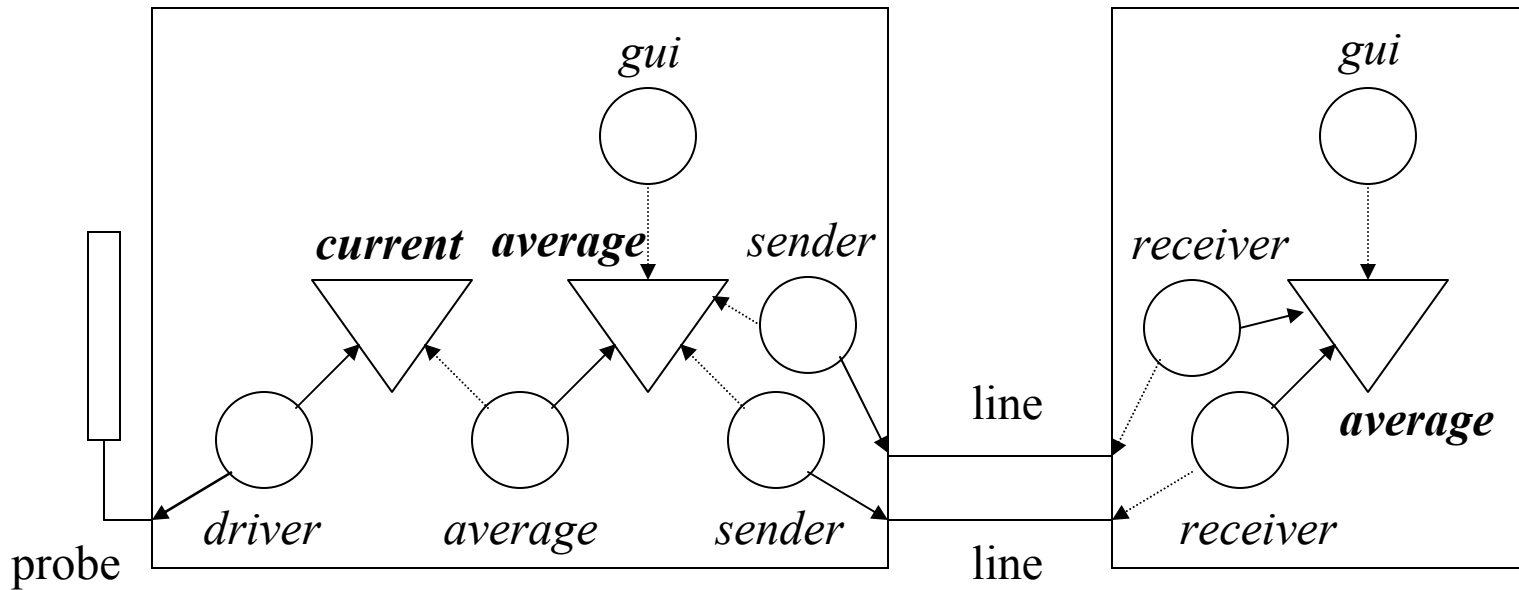 gui
gui
current average sender
receiver
line
average
driver average sender
receiver
probe
line